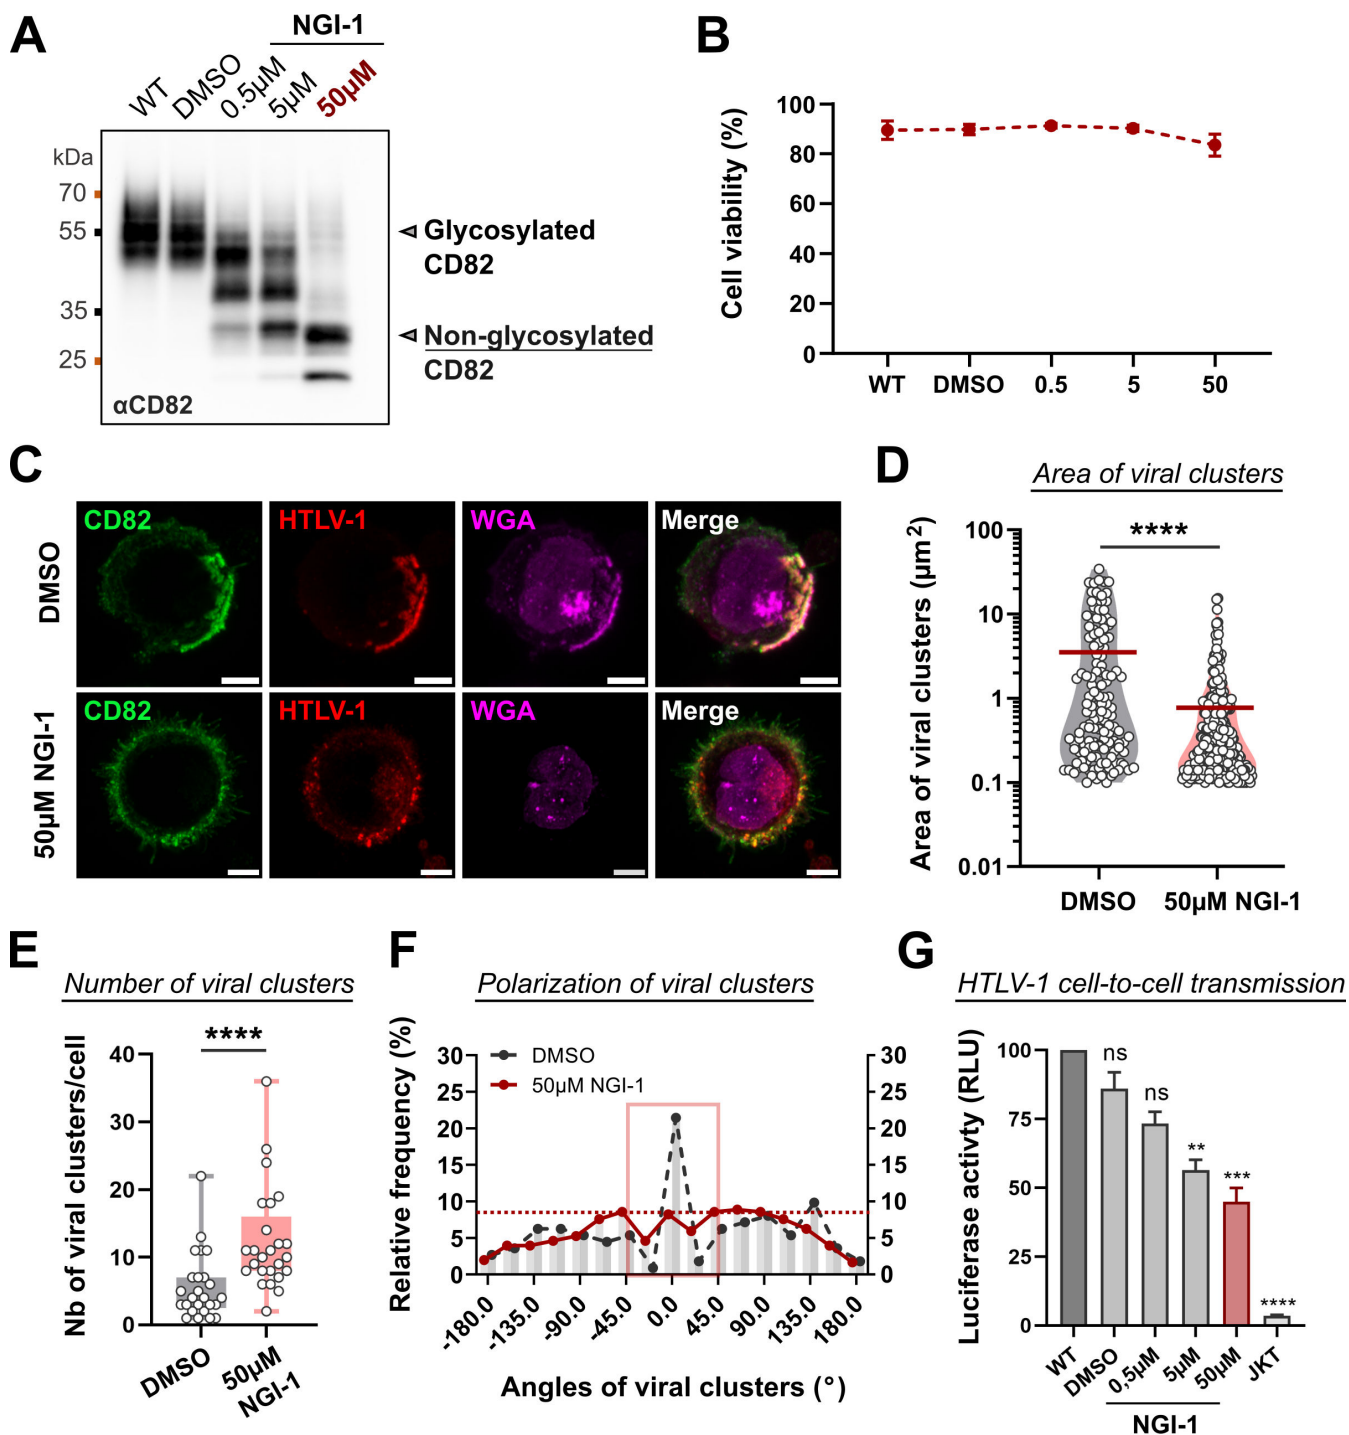 A
NGI-1
WT
DMSO
0.5µM
5µM
50µM
kDa
70
55
35
25
Glycosylated
CD82
Non-glycosylated
CD82
αCD82
B
Cell viability (%)
100
80
60
40
20
0
WT
DMSO
0.5
5
50
C
DMSO
CD82
HTLV-1
WGA
Merge
50µM NGI-1
CD82
HTLV-1
WGA
Merge
D
Area of viral clusters
Area of viral clusters (µm²)
****
100
10
1
0.1
0.01
DMSO
50µM NGI-1
E
Number of viral clusters
Nb of viral clusters/cell
****
40
30
20
10
0
DMSO
50µM
NGI-1
F
Polarization of viral clusters
Relative frequency (%)
DMSO
50µM NGI-1
30
25
20
15
10
5
0
30
25
20
15
10
5
0
-180.0
-135.0
-90.0
-45.0
0.0
45.0
90.0
135.0
180.0
Angles of viral clusters (°)
G
HTLV-1 cell-to-cell transmission
Luciferase activty (RLU)
100
75
50
25
0
ns
ns
**
***
****
WT
DMSO
0,5µM
5µM
50µM
JKT
NGI-1